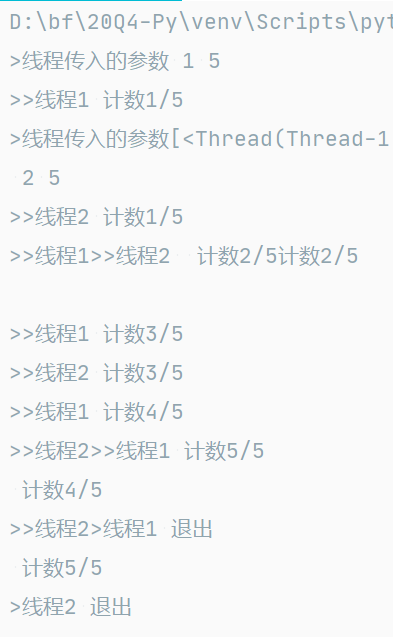 D:\bf\20Q4-Py\venv\Scripts\pyt
>线程传入的参数 1 5
>>线程1 计数1/5
>线程传入的参数[<Thread(Thread-1
 2 5
>>线程2 计数1/5
>>线程1>>线程2  计数2/5计数2/5
>>线程1 计数3/5
>>线程2 计数3/5
>>线程1 计数4/5
>>线程2>>线程1 计数5/5
 计数4/5
>>线程2>线程1 退出
 计数5/5
>线程2 退出